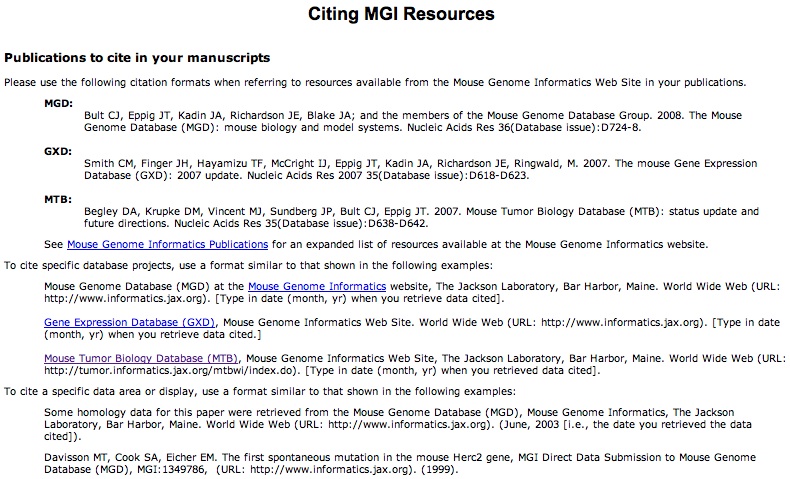 Citing MGI Resources
Publications to cite in your manuscripts
Please use the following citation formats when referring to resources available from the Mouse Genome Informatics Web Site in your publications.
MGD:
Bult CJ, Eppig JT, Kadin JA, Richardson JE, Blake JA; and the members of the Mouse Genome Database Group. 2008. The Mouse
Genome Database (MGD): mouse biology and model systems. Nucleic Acids Res 36(Database issue):D724-8.
GXD:
Smith CM, Finger JH, Hayamizu TF, McCright IJ, Eppig JT, Kadin JA, Richardson JE, Ringwald, M. 2007. The mouse Gene Expression
Database (GXD): 2007 update. Nucleic Acids Res 2007 35(Database issue):D618-D623.
MTB:
Begley DA, Krupke DM, Vincent MJ, Sundberg JP, Bult CJ, Eppig JT. 2007. Mouse Tumor Biology Database (MTB): status update and
future directions. Nucleic Acids Res 35(Database issue):D638-D642.
See Mouse Genome Informatics Publications for an expanded list of resources available at the Mouse Genome Informatics website.
To cite specific database projects, use a format similar to that shown in the following examples:
Mouse Genome Database (MGD) at the Mouse Genome Informatics website, The Jackson Laboratory, Bar Harbor, Maine. World Wide Web (URL:
http://www.informatics.jax.org). [Type in date (month, yr) when you retrieve data cited].
Gene Expression Database (GXD), Mouse Genome Informatics Web Site. World Wide Web (URL: http://www.informatics.jax.org). [Type in date
(month, yr) when you retrieve data cited.]
Mouse Tumor Biology Database (MTB), Mouse Genome Informatics Web Site, The Jackson Laboratory, Bar Harbor, Maine. World Wide Web (URL:
http://tumor.informatics.jax.org/mtbwi/index.do). [Type in date (month, yr) when you retrieved data cited].
To cite a specific data area or display, use a format similar to that shown in the following examples:
Some homology data for this paper were retrieved from the Mouse Genome Database (MGD), Mouse Genome Informatics, The Jackson
Laboratory, Bar Harbor, Maine. World Wide Web (URL: http://www.informatics.jax.org). (June, 2003 [i.e., the date you retrieved the data
cited]).
Davisson MT, Cook SA, Eicher EM. The first spontaneous mutation in the mouse Herc2 gene, MGI Direct Data Submission to Mouse Genome
Database (MGD), MGI:1349786, (URL: http://www.informatics.jax.org). (1999).